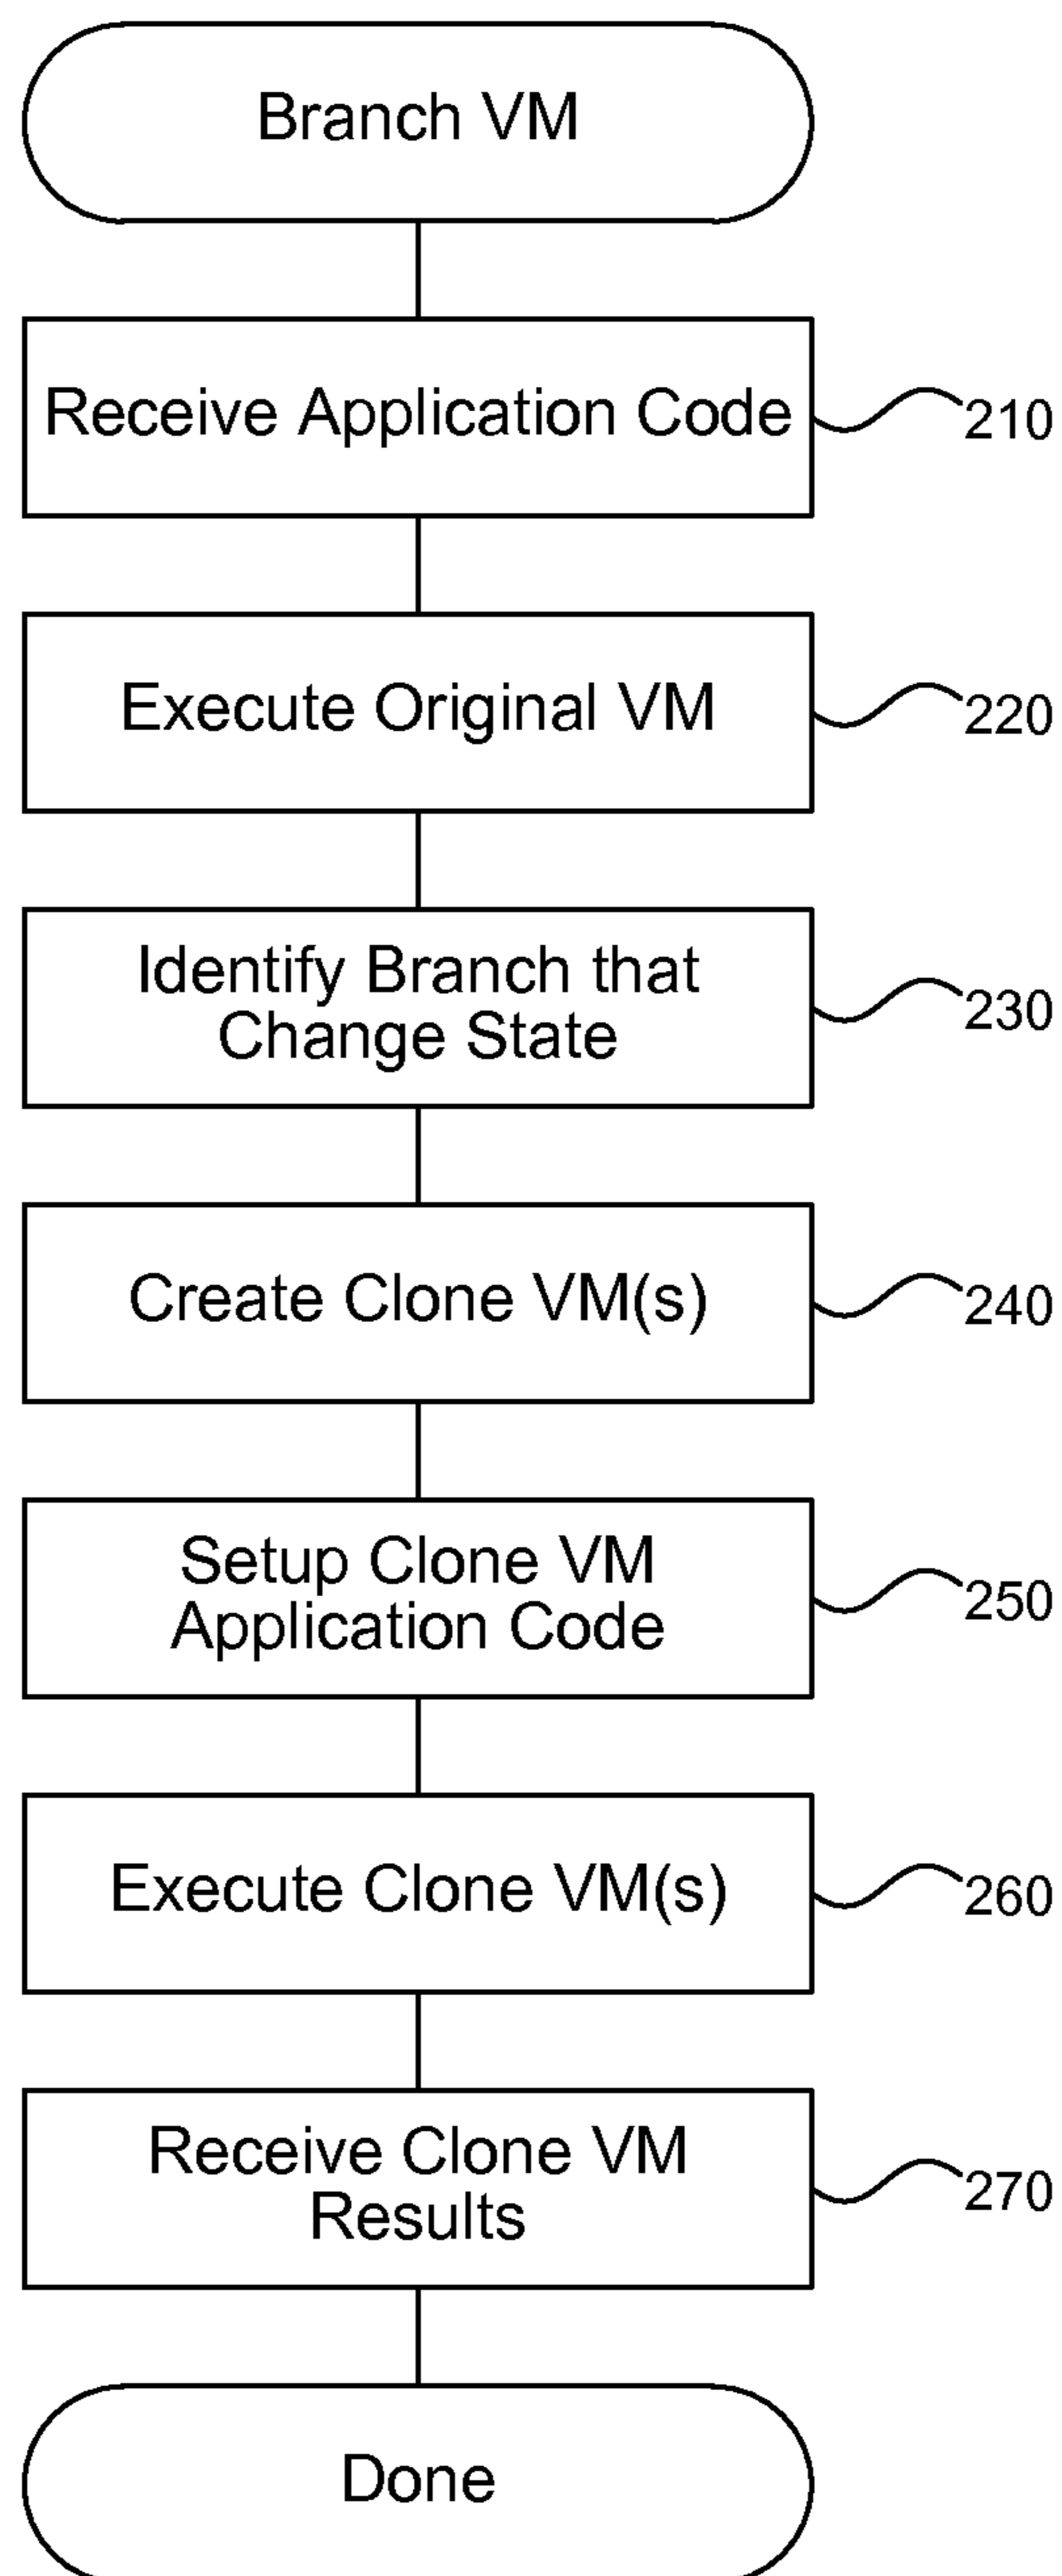 Branch VM
Receive Application Code
210
Execute Original VM
220
Identify Branch that
Change State
230
Create Clone VM(s)
240
Setup Clone VM
Application Code
250
Execute Clone VM(s)
260
Receive Clone VM
Results
270
Done